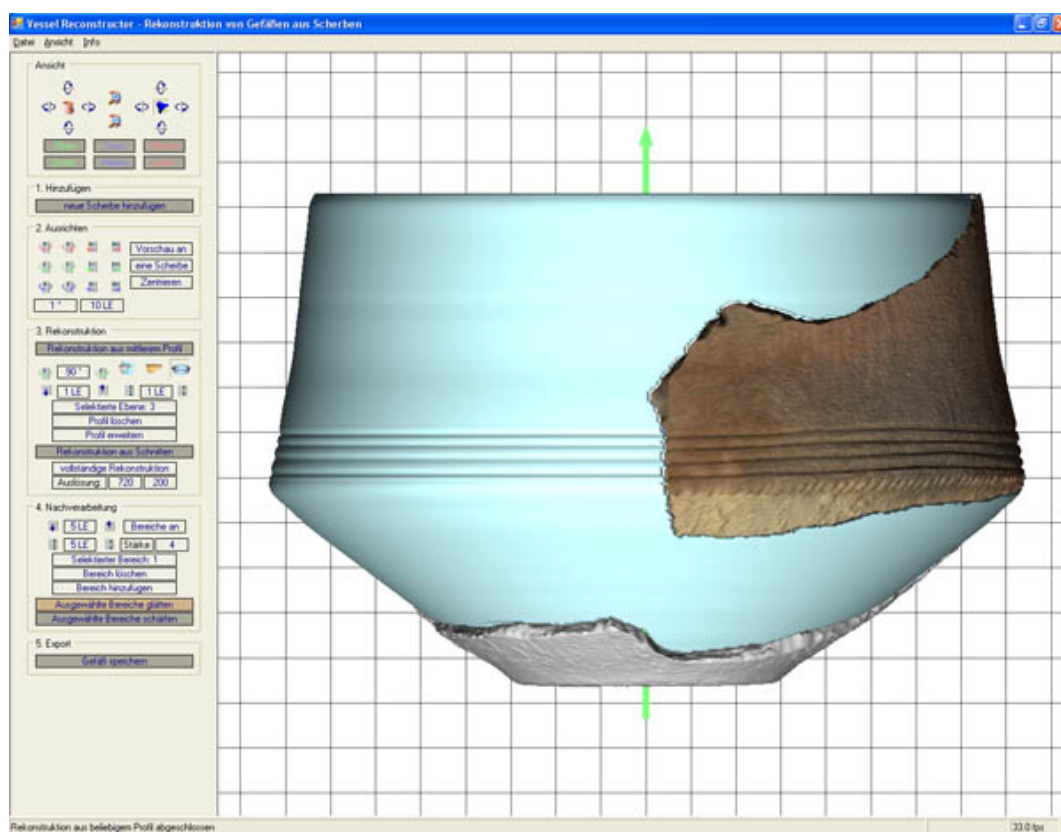 Vessel Reconstructor - Rekonstruktion von Gefäßen aus Scherben
Datei Ansicht Info
Ansicht
1. Hinzufügen
neue Scherbe hinzufügen
2. Ausrichten
Vorschau an
eine Scherbe
Zentrieren
1 ° 10 LE
3. Rekonstruktion
Rekonstruktion aus mittlerem Profil
90 °
1 LE 1 LE
Selektierte Ebene: 3
Profil löschen
Profil erweitern
Rekonstruktion aus Schnitten
vollständige Rekonstruktion
Auflösung: 720 200
4. Nachverarbeitung
5 LE Bereiche an
5 LE Stärke 4
Selektierter Bereich: 1
Bereich löschen
Bereich hinzufügen
Ausgewählte Bereiche glätten
Ausgewählte Bereiche schärfen
5. Export
Gefäß speichern
Rekonstruktion aus beliebigem Profil abgeschlossen 33.0 fps